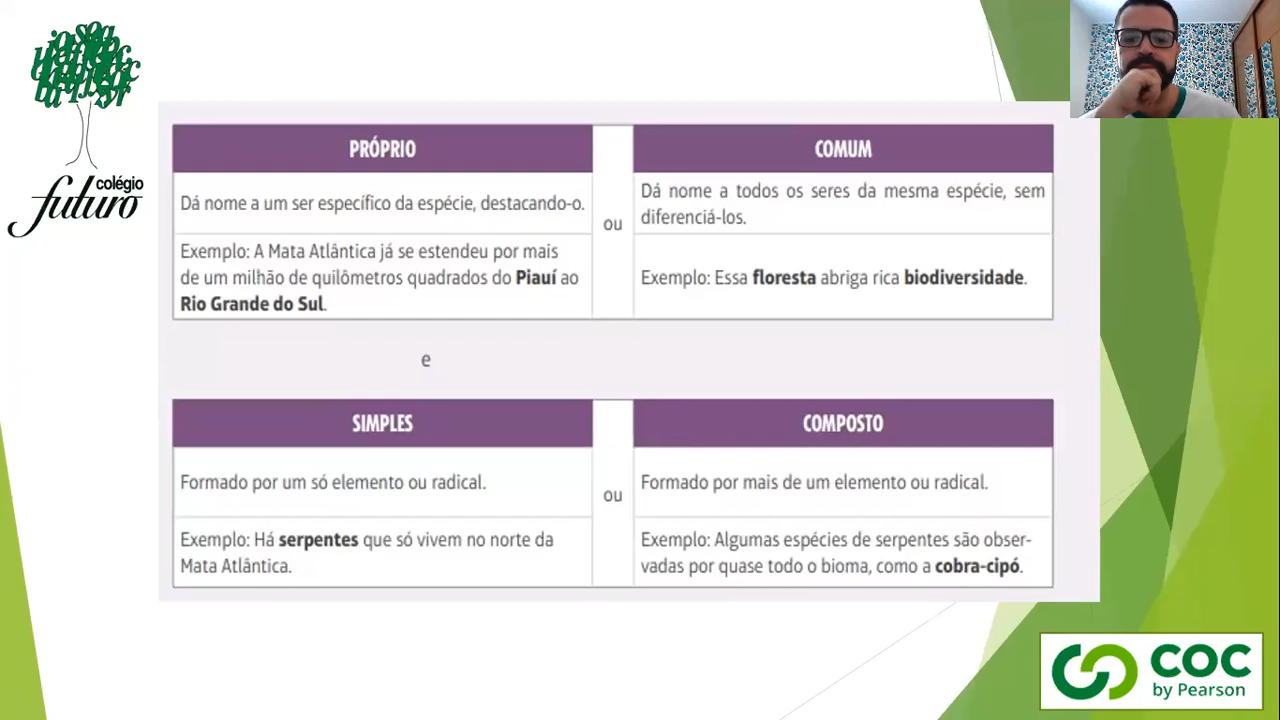 colégio
futuro
PRÓPRIO
Dá nome a um ser específico da espécie, destacando-o.
Exemplo: A Mata Atlântica já se estendeu por mais
de um milhão de quilômetros quadrados do Piauí ao
Rio Grande do Sul.
ou
COMUM
Dá nome a todos os seres da mesma espécie, sem
diferenciá-los.
Exemplo: Essa floresta abriga rica biodiversidade.
e
SIMPLES
Formado por um só elemento ou radical.
Exemplo: Há serpentes que só vivem no norte da
Mata Atlântica.
ou
COMPOSTO
Formado por mais de um elemento ou radical.
Exemplo: Algumas espécies de serpentes são obser-
vadas por quase todo o bioma, como a cobra-cipó.
COC
by Pearson